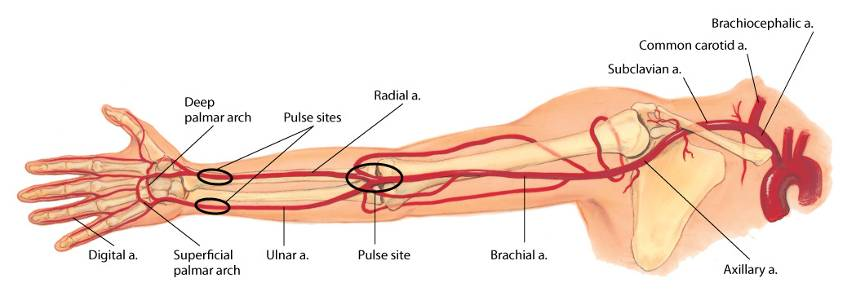 Brachiocephalic a.
Common carotid a.
Subclavian a.
Radial a.
Deep
palmar arch
Pulse sites
Digital a.
Superficial
palmar arch
Ulnar a.
Pulse site
Brachial a.
Axillary a.